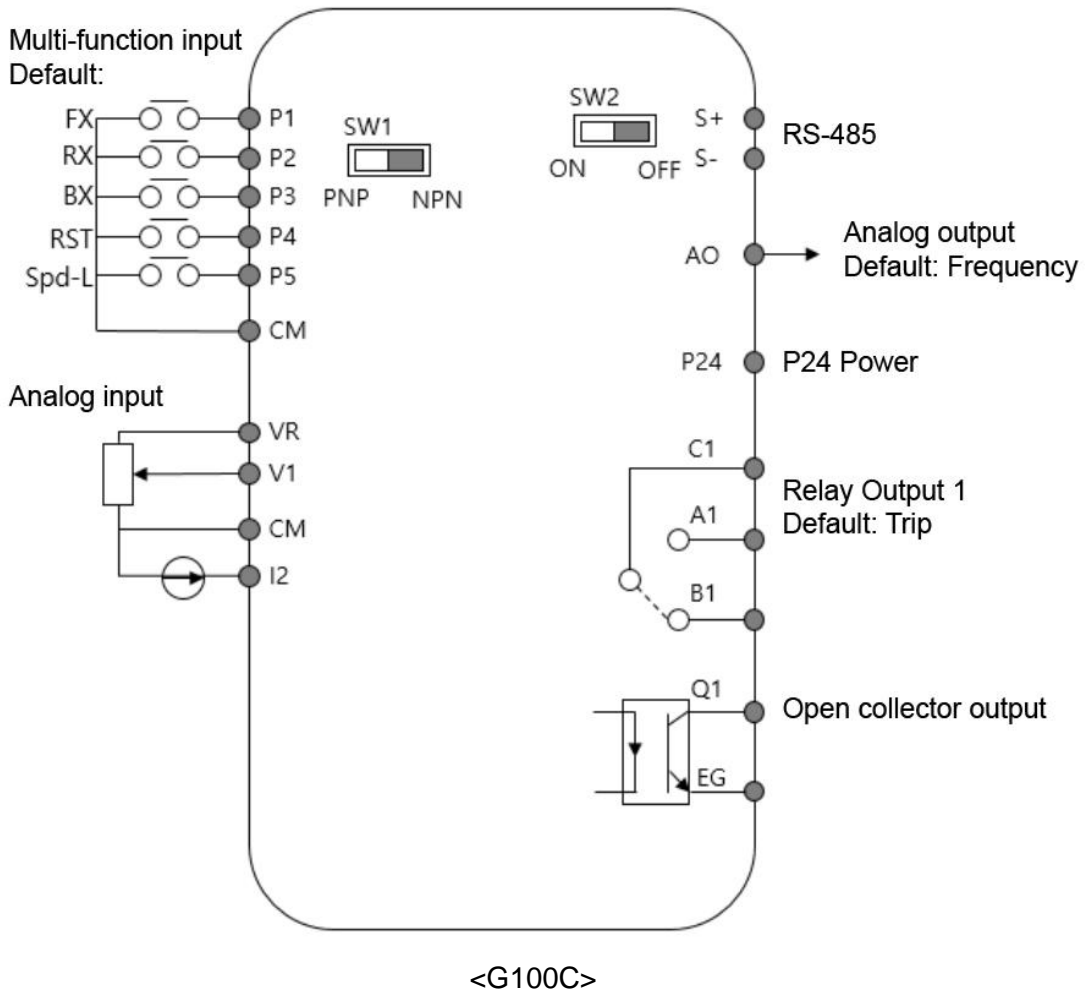 Multi-function input
Default:
FX
P1
RX
P2
BX
P3
RST
P4
Spd-L
P5
CM
SW1
PNP NPN
SW2
ON OFF
S+
S-
RS-485
AO
Analog output
Default: Frequency
P24
P24 Power
Analog input
VR
V1
CM
I2
C1
A1
B1
Relay Output 1
Default: Trip
Q1
EG
Open collector output
<G100C>